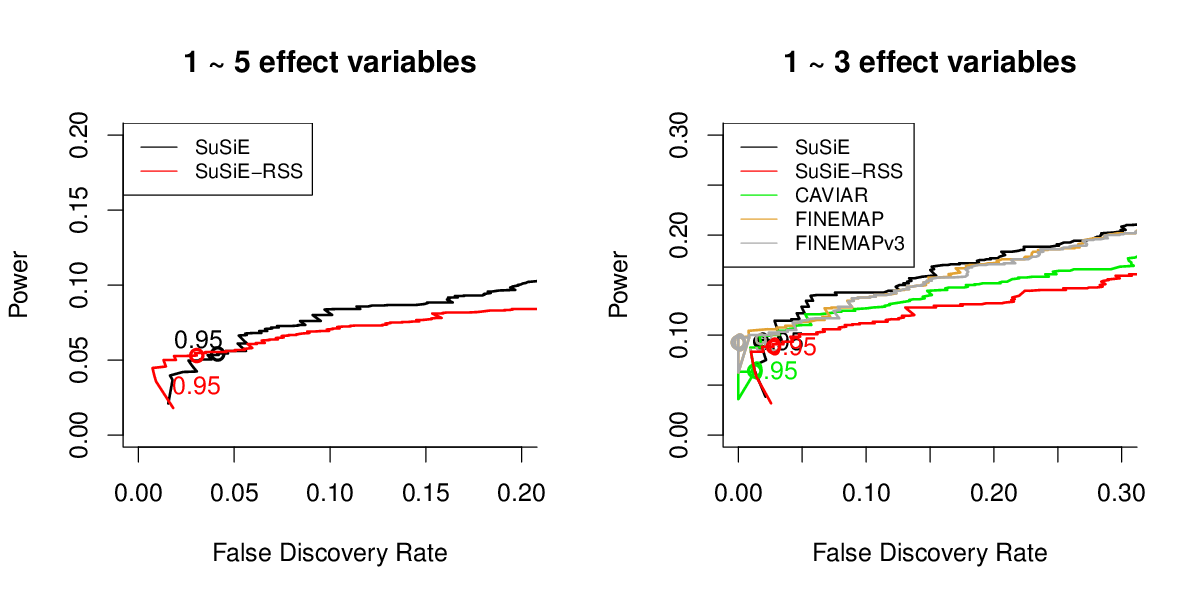 1 ~ 5 effect variables
Power
0.20
0.15
0.10
0.05
0.00
SuSiE
SuSiE−RSS
0.95
0.95
0.00 0.05 0.10 0.15 0.20
False Discovery Rate
1 ~ 3 effect variables
Power
0.30
0.20
0.10
0.00
SuSiE
SuSiE−RSS
CAVIAR
FINEMAP
FINEMAPv3
0.95
0.00 0.10 0.20 0.30
False Discovery Rate